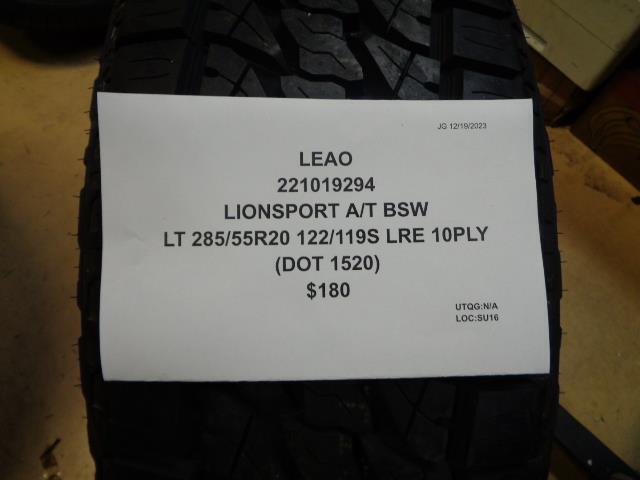 JG 12/19/2023
LEAO
221019294
LIONSPORT A/T BSW
LT 285/55R20 122/119S LRE 10PLY
(DOT 1520)
$180
UTQG:N/A
LOC:SU16